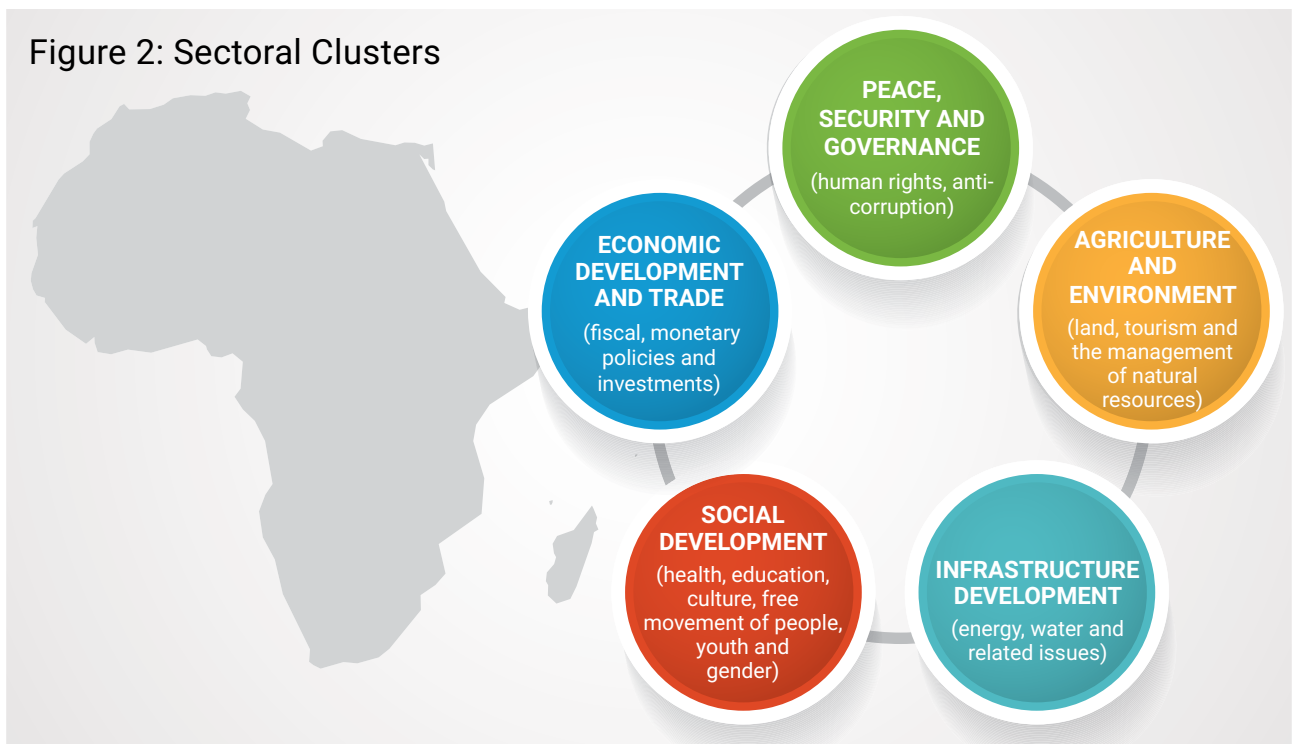 Figure 2: Sectoral Clusters
PEACE,
SECURITY AND
GOVERNANCE
(human rights, anti-
corruption)
AGRICULTURE
AND
ENVIRONMENT
(land, tourism and
the management
of natural
resources)
INFRASTRUCTURE
DEVELOPMENT
(energy, water and
related issues)
SOCIAL
DEVELOPMENT
(health, education,
culture, free
movement of people,
youth and
gender)
ECONOMIC
DEVELOPMENT
AND TRADE
(fiscal, monetary
policies and
investments)